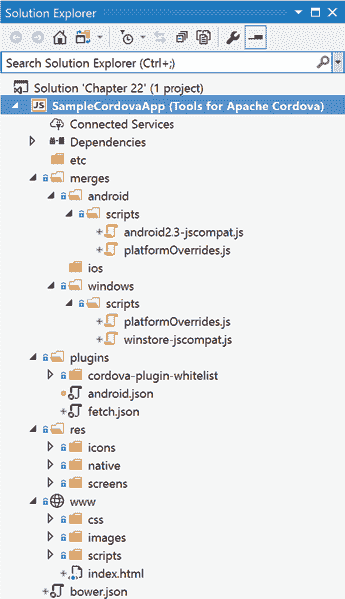 Solution Explorer
Search Solution Explorer (Ctrl+;)
Solution 'Chapter 22' (1 project)
JS SampleCordovaApp (Tools for Apache Cordova)
Connected Services
Dependencies
etc
merges
android
scripts
android2.3-jscompat.js
platformOverrides.js
ios
windows
scripts
platformOverrides.js
winstore-jscompat.js
plugins
cordova-plugin-whitelist
android.json
fetch.json
res
icons
native
screens
www
css
images
scripts
index.html
bower.json